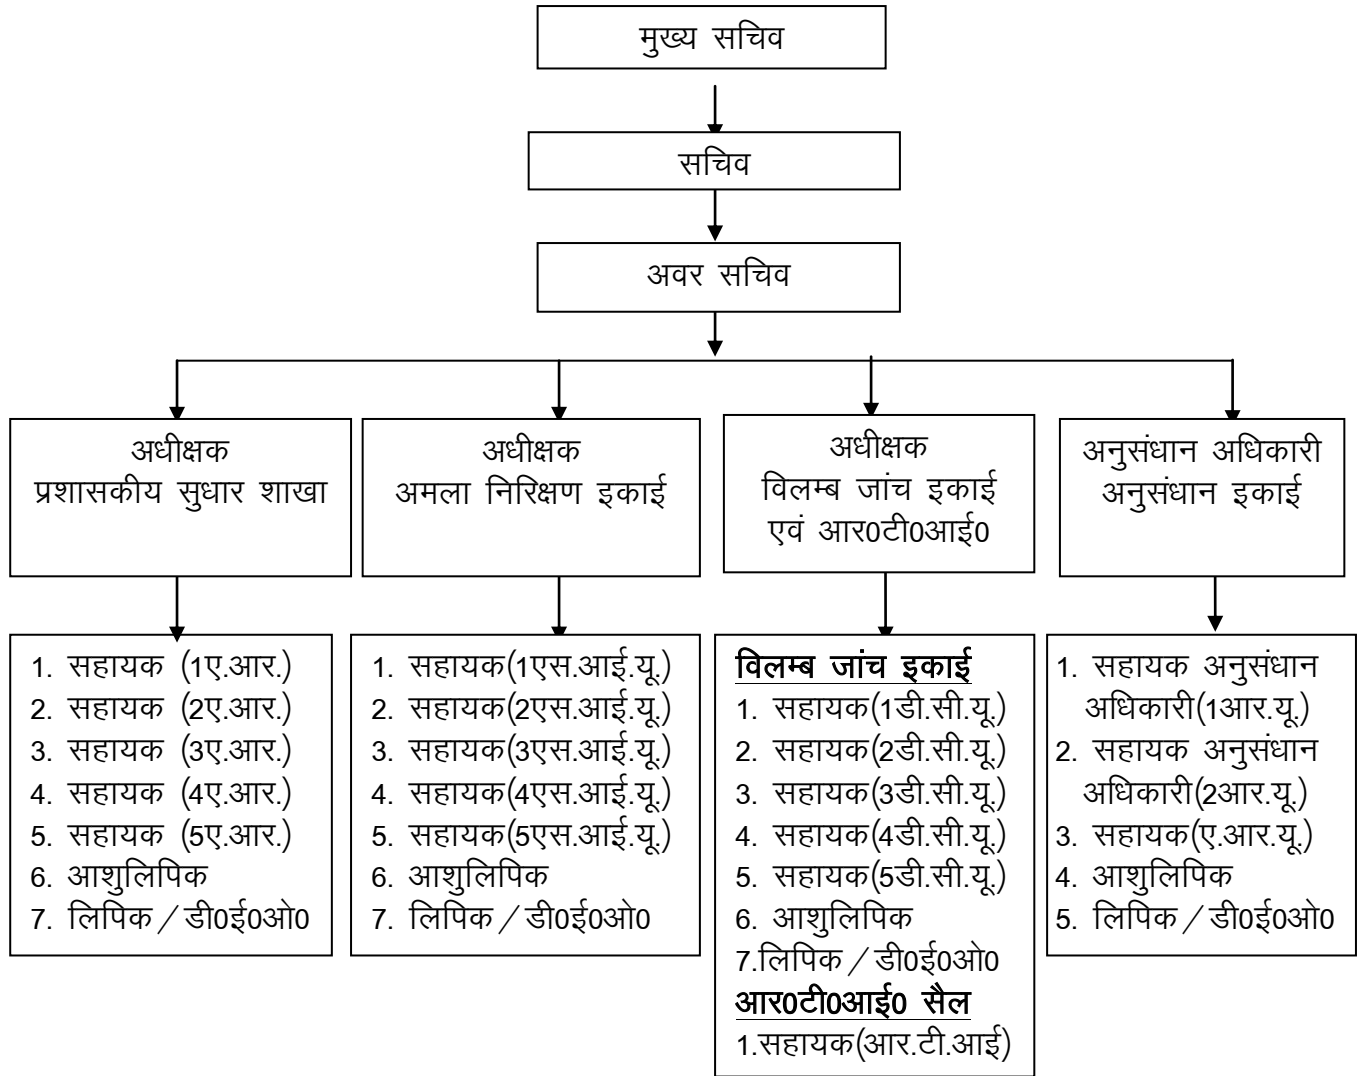 मुख्य सचिव
सचिव
अवर सचिव
अधीक्षक
प्रशासकीय सुधार शाखा
अधीक्षक
अमला निरिक्षण इकाई
अधीक्षक
विलम्ब जांच इकाई
एवं आर0टी0आई0
अनुसंधान अधिकारी
अनुसंधान इकाई
1. सहायक (1ए.आर.)
2. सहायक (2ए.आर.)
3. सहायक (3ए.आर.)
4. सहायक (4ए.आर.)
5. सहायक (5ए.आर.)
6. आशुलिपिक
7. लिपिक / डी0ई0ओ0
1. सहायक(1एस.आई.यू.)
2. सहायक(2एस.आई.यू.)
3. सहायक(3एस.आई.यू.)
4. सहायक(4एस.आई.यू.)
5. सहायक(5एस.आई.यू.)
6. आशुलिपिक
7. लिपिक / डी0ई0ओ0
विलम्ब जांच इकाई
1. सहायक(1डी.सी.यू.)
2. सहायक(2डी.सी.यू.)
3. सहायक(3डी.सी.यू.)
4. सहायक(4डी.सी.यू.)
5. सहायक(5डी.सी.यू.)
6. आशुलिपिक
7.लिपिक / डी0ई0ओ0
आर0टी0आई0 सैल
1.सहायक(आर.टी.आई)
1. सहायक अनुसंधान
अधिकारी(1आर.यू.)
2. सहायक अनुसंधान
अधिकारी(2आर.यू.)
3. सहायक(ए.आर.यू.)
4. आशुलिपिक
5. लिपिक / डी0ई0ओ0